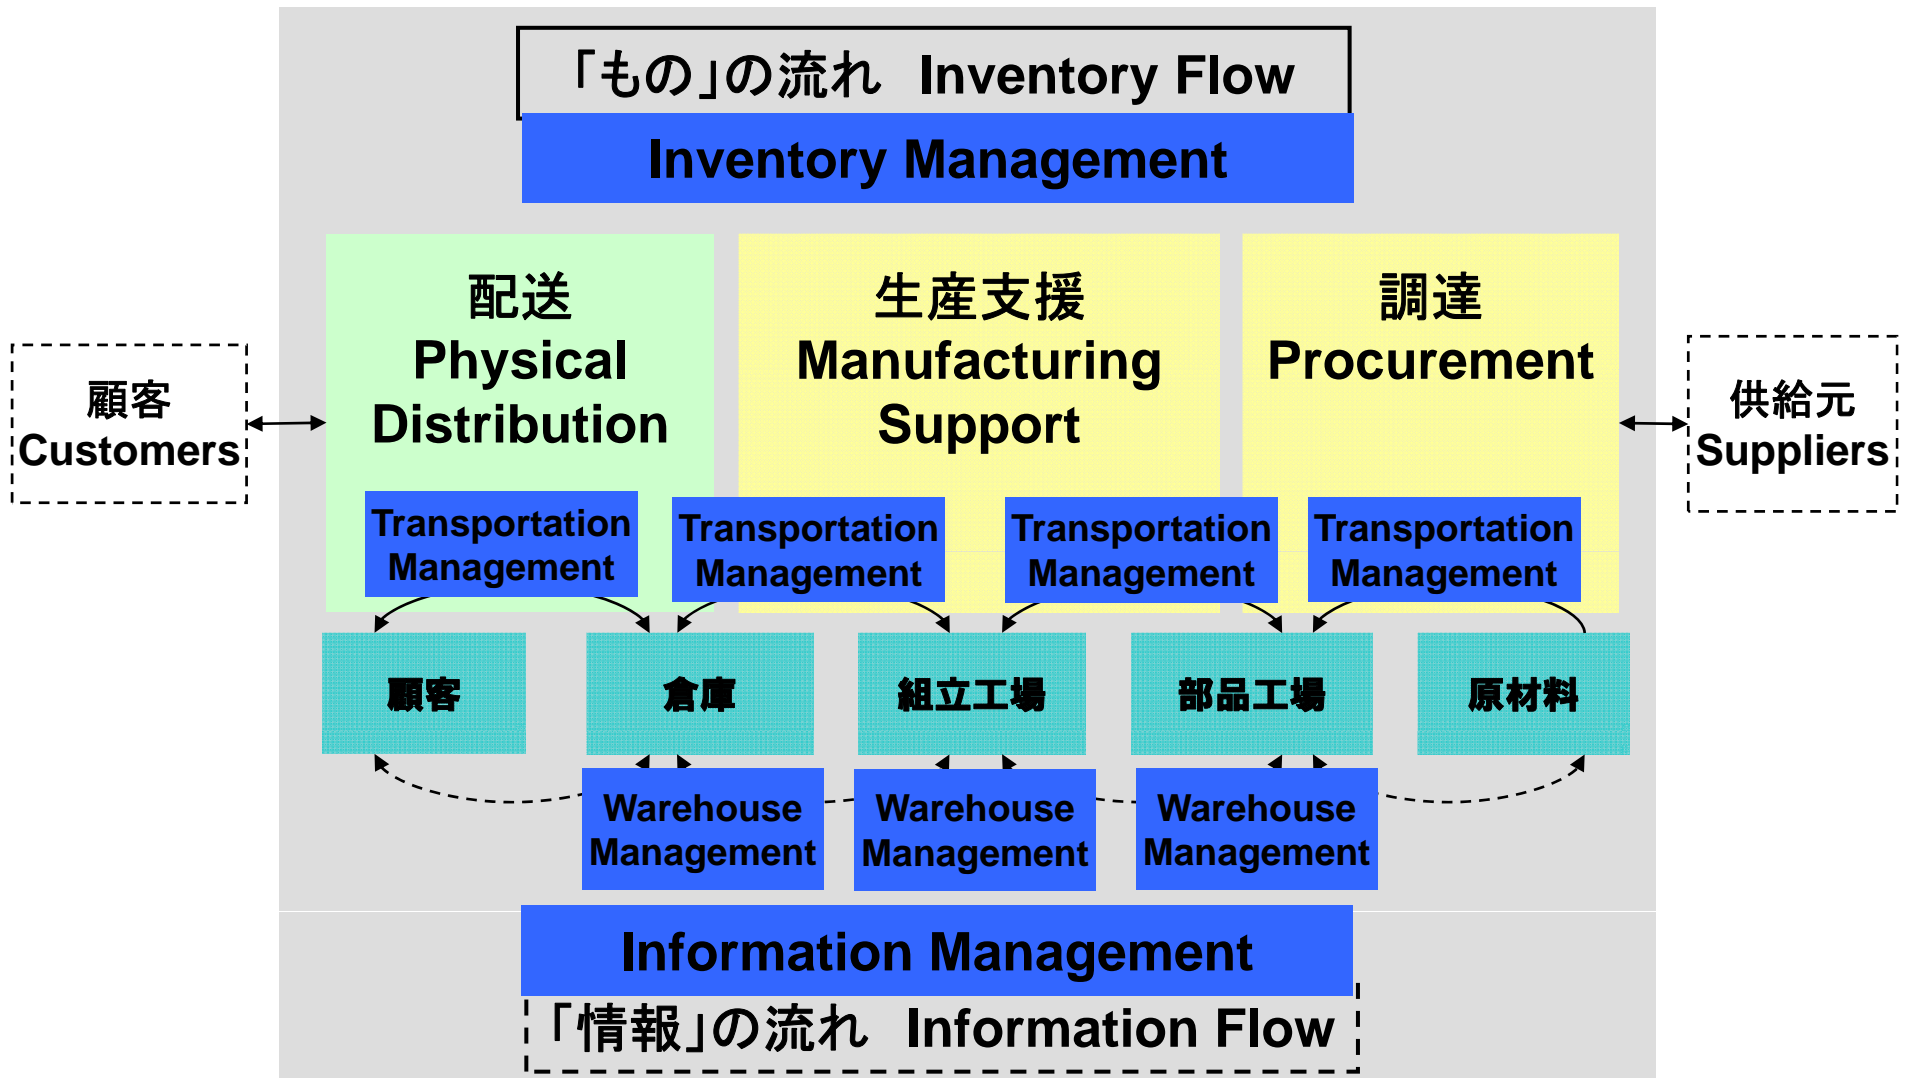 「もの」の流れ Inventory Flow
Inventory Management
配送
Physical
Distribution
生産支援
Manufacturing
Support
調達
Procurement
顧客
Customers
供給元
Suppliers
Transportation
Management
Transportation
Management
Transportation
Management
Transportation
Management
顧客
倉庫
組立工場
部品工場
原材料
Warehouse
Management
Warehouse
Management
Warehouse
Management
Information Management
「情報」の流れ Information Flow